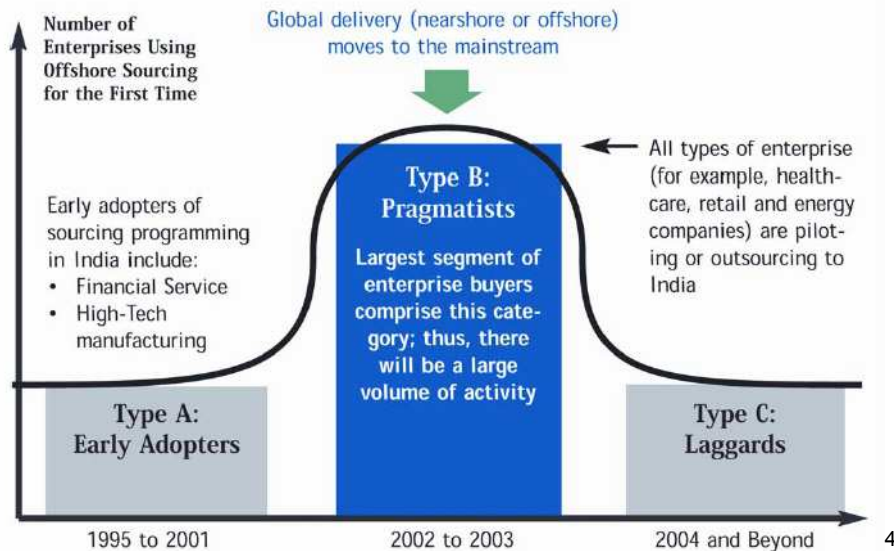 Number of
Enterprises Using
Offshore Sourcing
for the First Time
Global delivery (nearshore or offshore)
moves to the mainstream
Early adopters of
sourcing programming
in India include:
• Financial Service
• High-Tech
manufacturing
Type B:
Pragmatists
Largest segment of
enterprise buyers
comprise this cate-
gory; thus, there
will be a large
volume of activity
All types of enterprise
(for example, health-
care, retail and energy
companies) are pilot-
ing or outsourcing to
India
Type A:
Early Adopters
Type C:
Laggards
1995 to 2001
2002 to 2003
2004 and Beyond
4